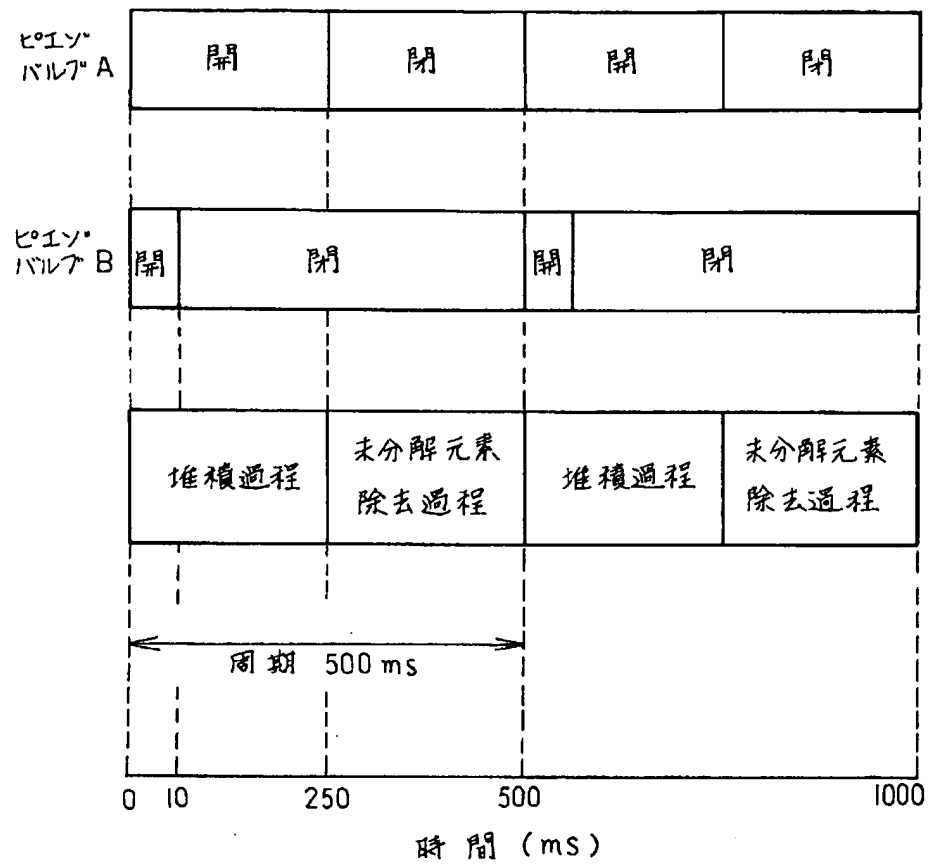 ピエゾ
バルブ A
開 閉 開 閉
ピエゾ
バルブ B
開 閉 開 閉
堆積過程 未分解元素 堆積過程 未分解元素
除去過程 除去過程
周期 500 ms
0 10 250 500 1000
時間 (ms)